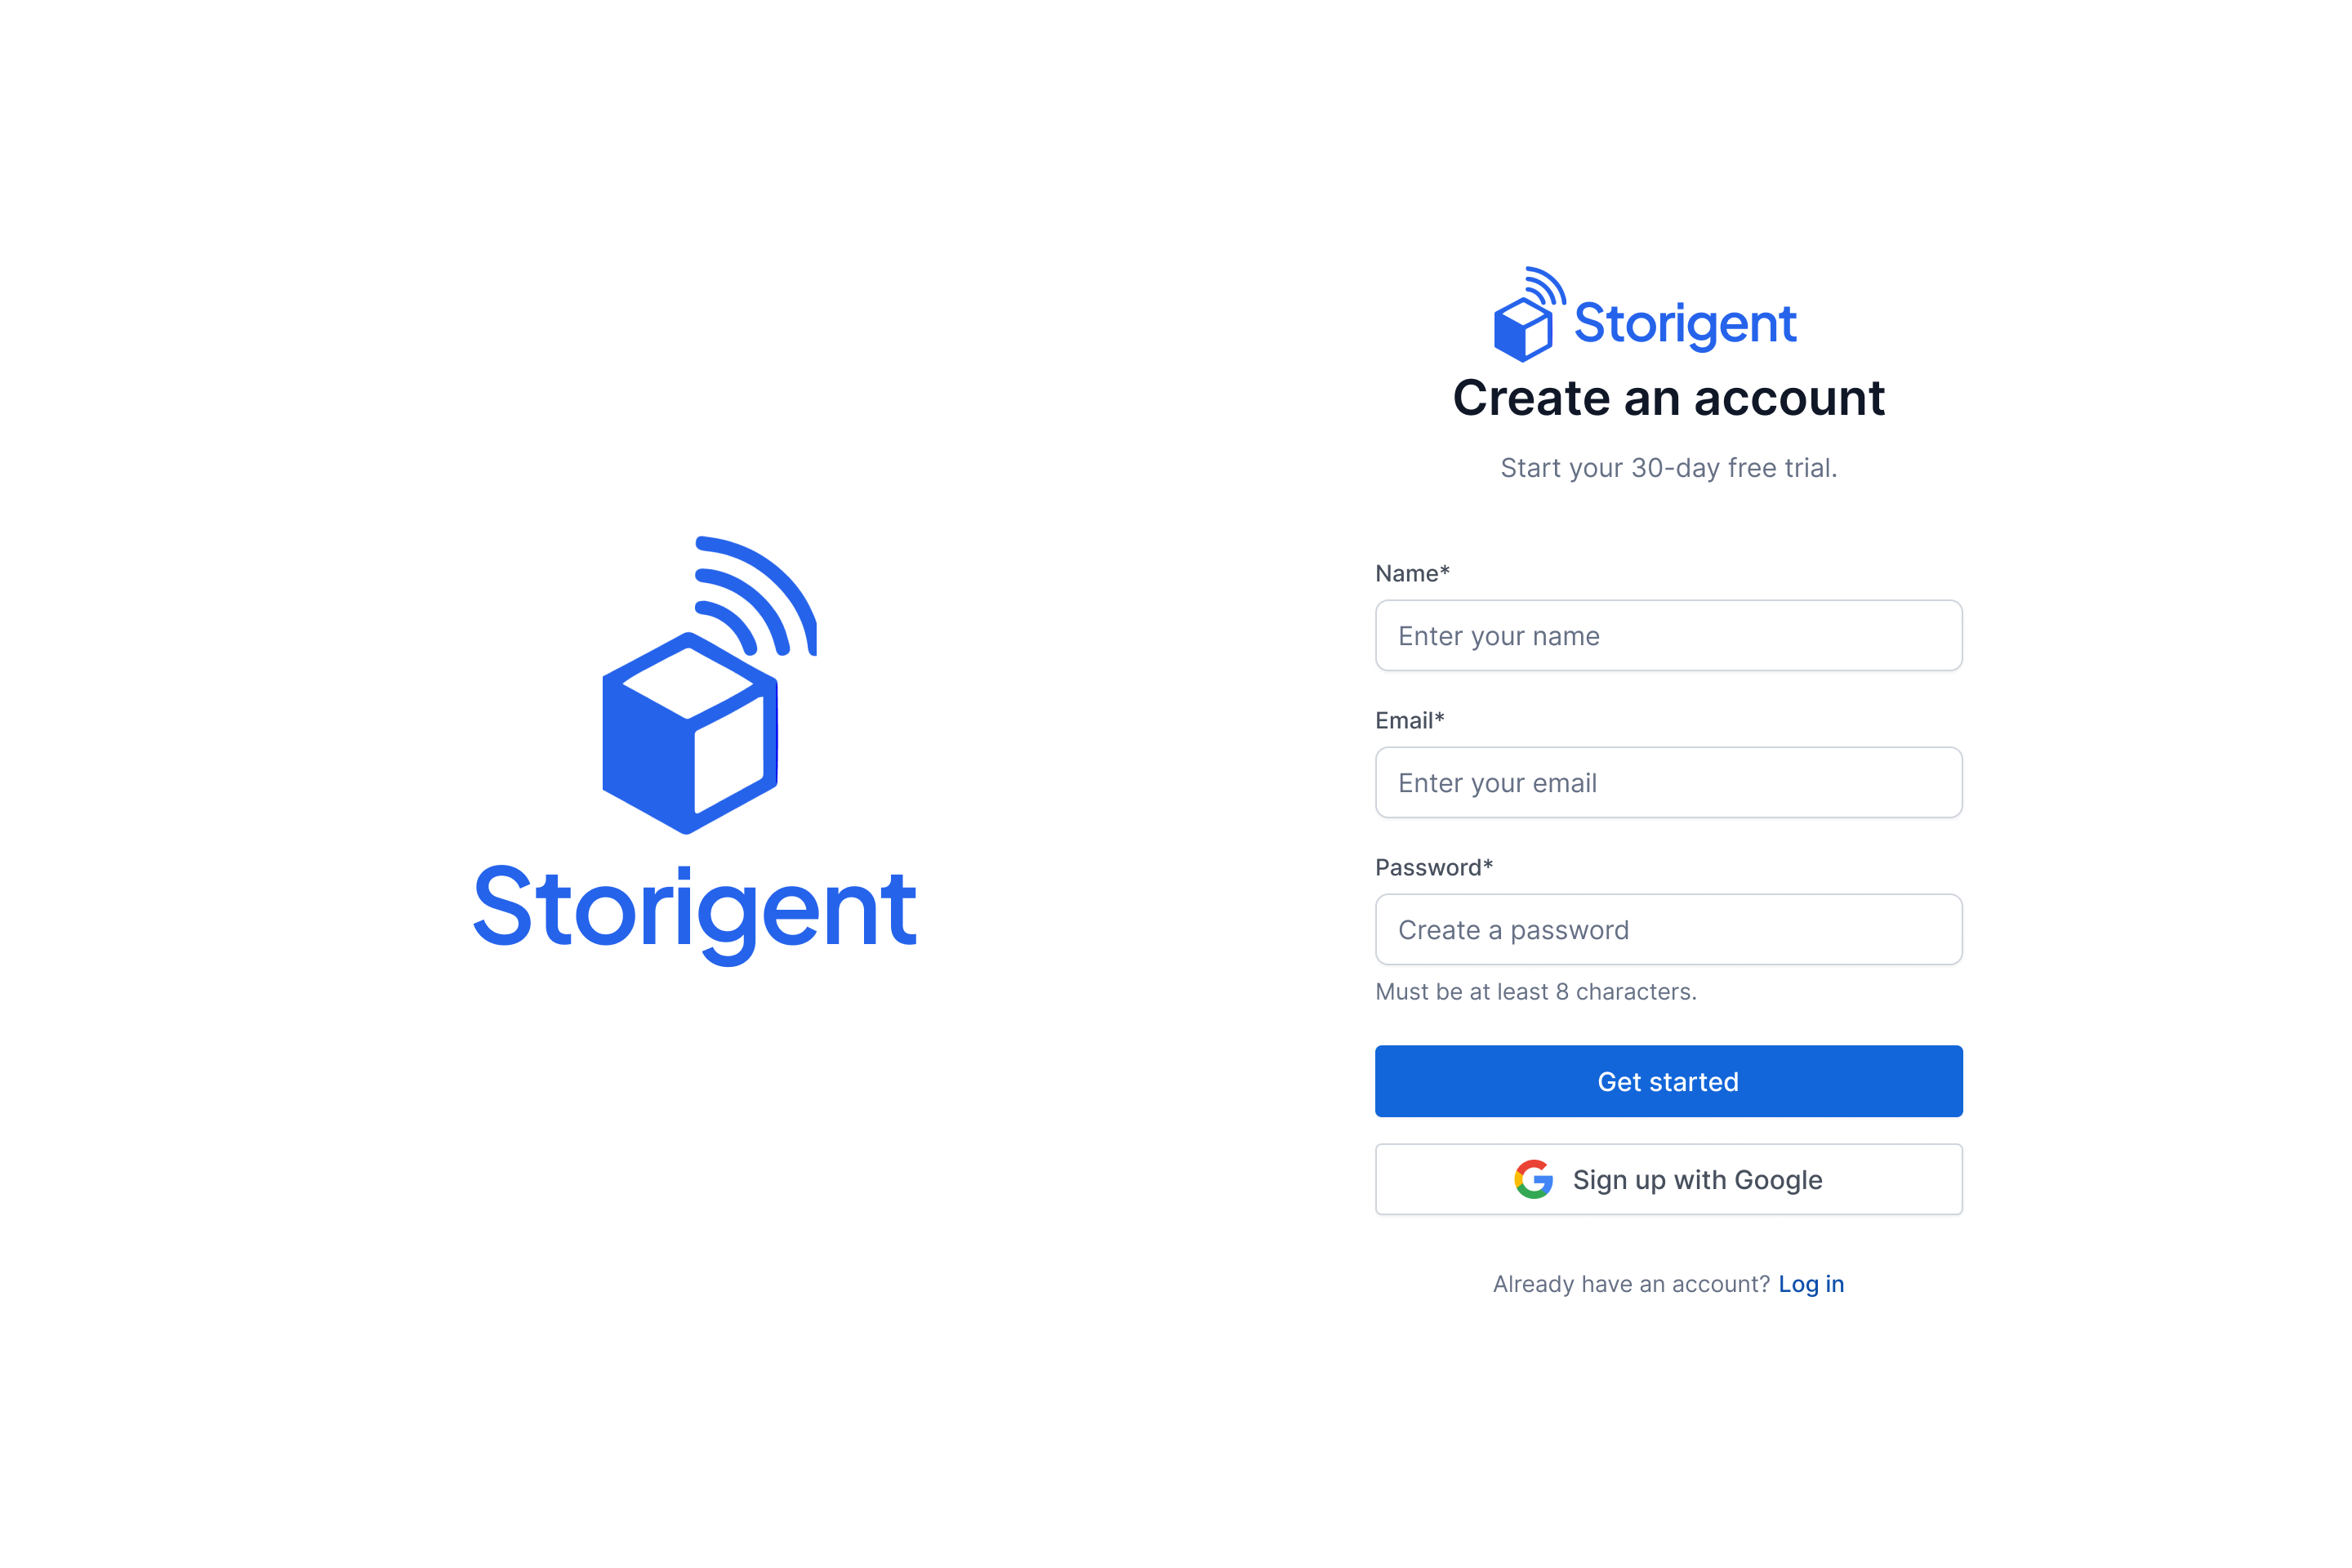 Storigent
Storigent
Create an account
Start your 30-day free trial.
Name*
Enter your name
Email*
Enter your email
Password*
Create a password
Must be at least 8 characters.
Get started
Sign up with Google
Already have an account? Log in